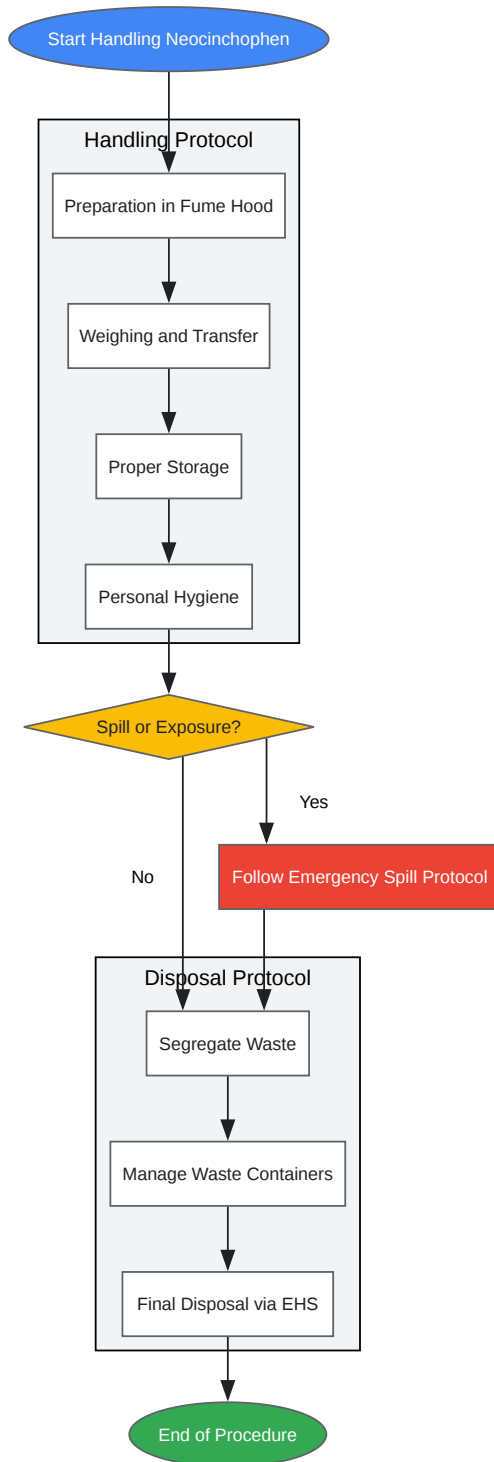 Start Handling Neocinchophen
Handling Protocol
Preparation in Fume Hood
Weighing and Transfer
Proper Storage
Personal Hygiene
Spill or Exposure?
Yes
No
Follow Emergency Spill Protocol
Disposal Protocol
Segregate Waste
Manage Waste Containers
Final Disposal via EHS
End of Procedure